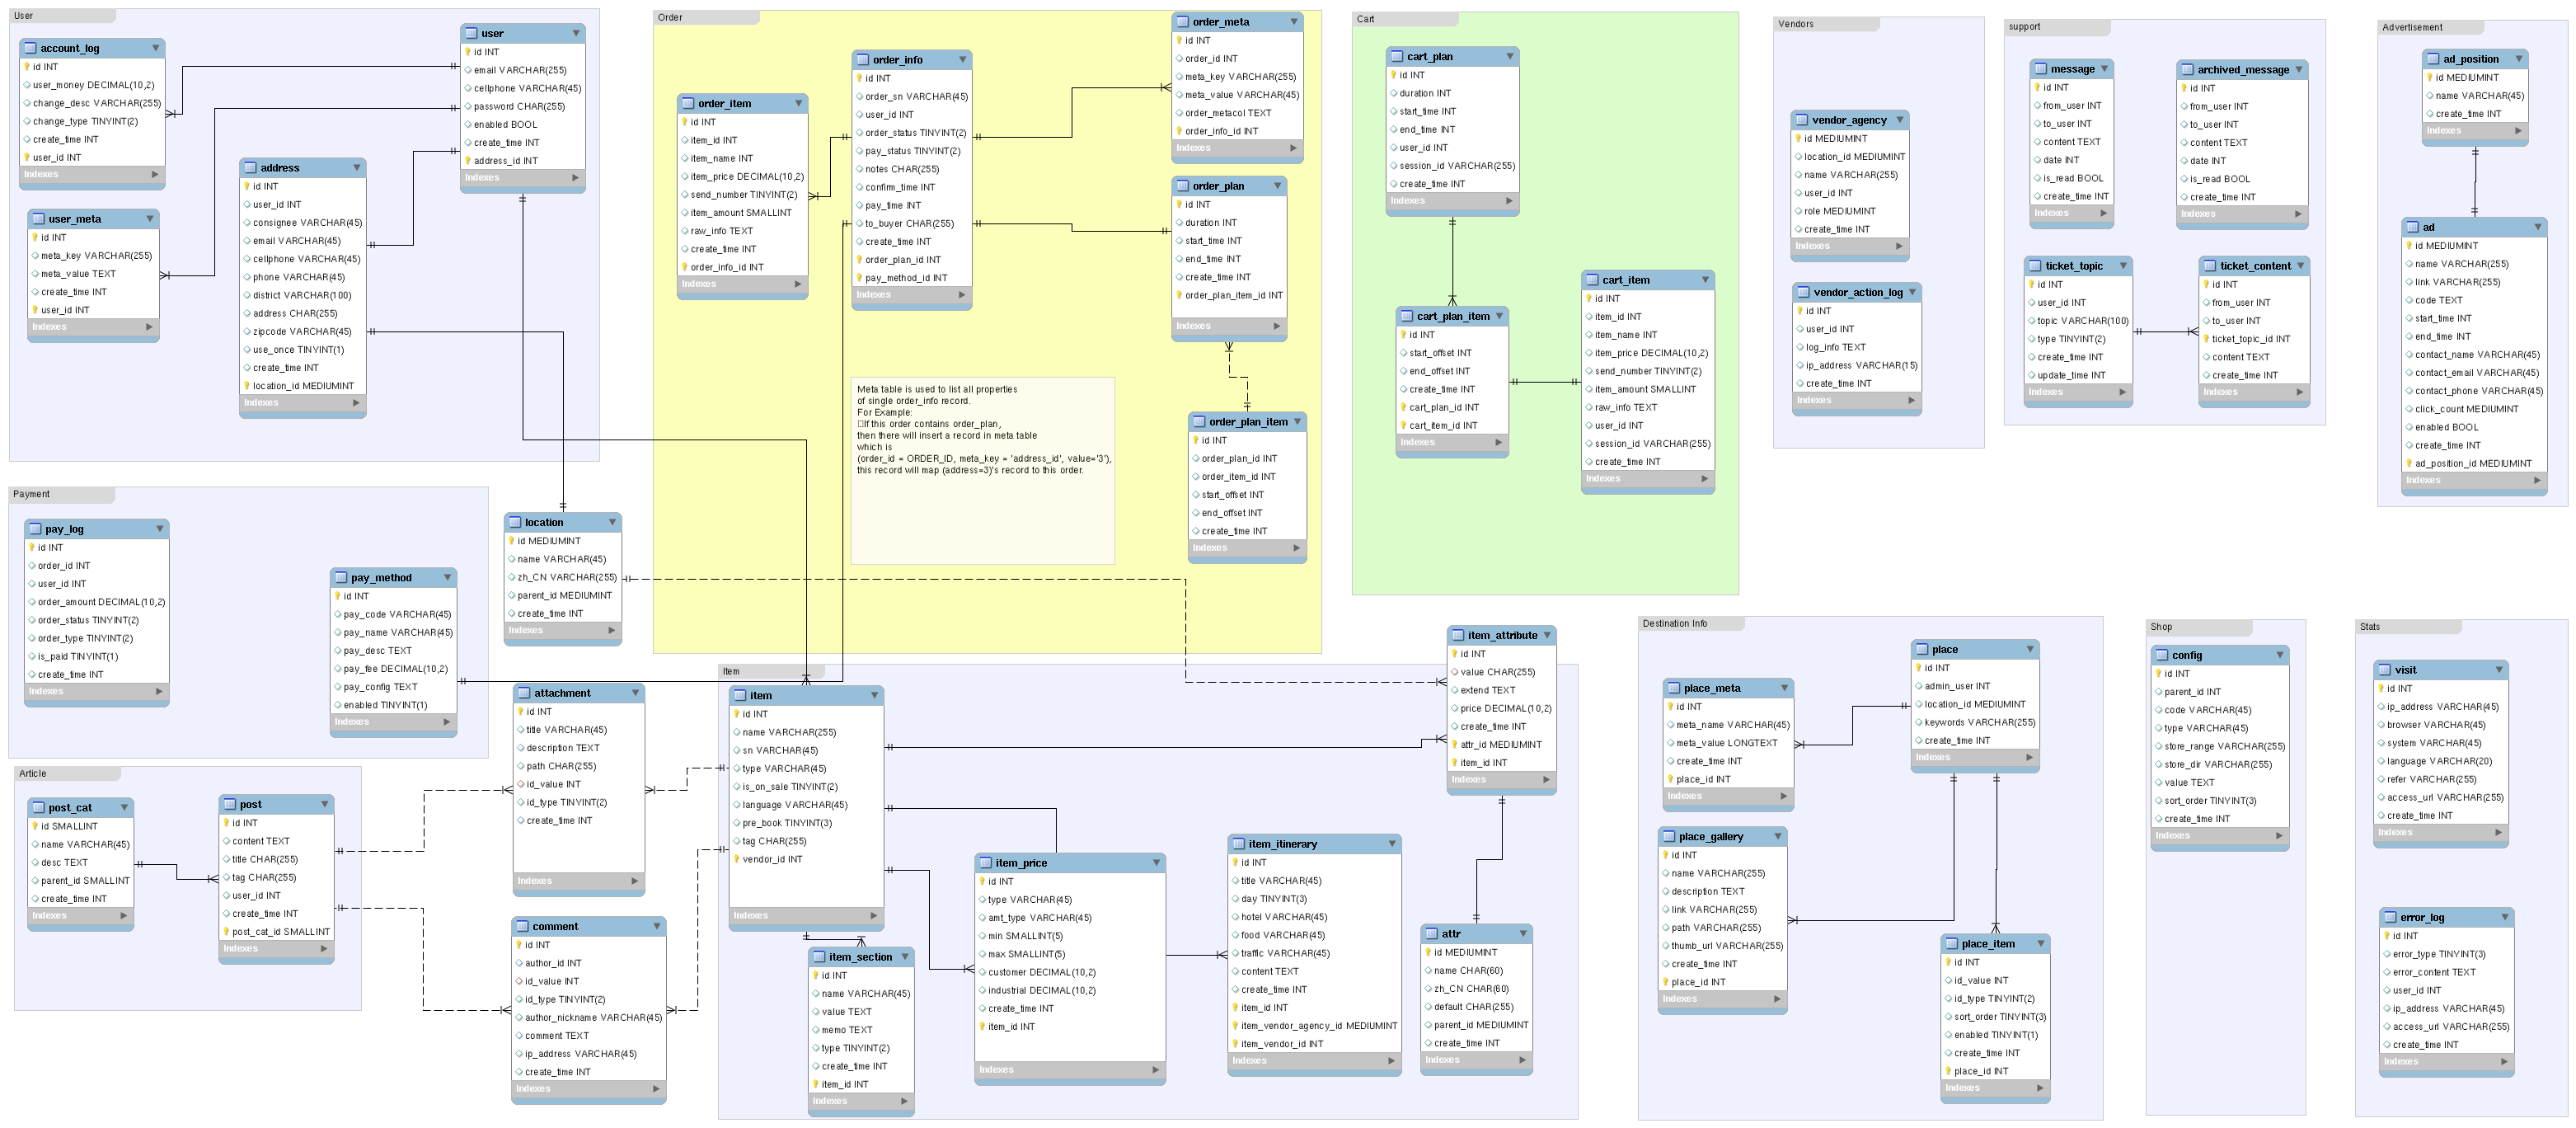 User
account_log
id INT
user_money DECIMAL(10,2)
change_desc VARCHAR(255)
change_type TINYINT(2)
create_time INT
user_id INT
Indexes
user
id INT
email VARCHAR(255)
cellphone VARCHAR(45)
password CHAR(255)
enabled BOOL
create_time INT
address_id INT
Indexes
address
id INT
user_id INT
consignee VARCHAR(45)
email VARCHAR(45)
cellphone VARCHAR(45)
phone VARCHAR(45)
district VARCHAR(100)
address CHAR(255)
zipcode VARCHAR(45)
use_once TINYINT(1)
create_time INT
location_id MEDIUMINT
Indexes
user_meta
id INT
meta_key VARCHAR(255)
meta_value TEXT
create_time INT
user_id INT
Indexes
Order
order_item
id INT
item_id INT
item_name INT
item_price DECIMAL(10,2)
send_number TINYINT(2)
item_amount SMALLINT
raw_info TEXT
create_time INT
order_info_id INT
Indexes
order_info
id INT
order_sn VARCHAR(45)
user_id INT
order_status TINYINT(2)
pay_status TINYINT(2)
notes CHAR(255)
confirm_time INT
pay_time INT
to_buyer CHAR(255)
create_time INT
order_plan_id INT
pay_method_id INT
Indexes
order_meta
id INT
order_id INT
meta_key VARCHAR(255)
meta_value VARCHAR(45)
order_metacol TEXT
order_info_id INT
Indexes
order_plan
id INT
duration INT
start_time INT
end_time INT
create_time INT
order_plan_item_id INT
Indexes
order_plan_item
id INT
order_plan_id INT
order_item_id INT
start_offset INT
end_offset INT
create_time INT
Indexes
Meta table is used to list all properties
of single order_info record.
For Example:
If this order contains order_plan,
then there will insert a record in meta table
which is
(order_id = ORDER_ID, meta_key = 'address_id', value='3'),
this record will map (address=3)'s record to this order.
Cart
cart_plan
id INT
duration INT
start_time INT
end_time INT
user_id INT
session_id VARCHAR(255)
create_time INT
Indexes
cart_plan_item
id INT
start_offset INT
end_offset INT
create_time INT
cart_plan_id INT
cart_item_id INT
Indexes
cart_item
id INT
item_id INT
item_name INT
item_price DECIMAL(10,2)
send_number TINYINT(2)
item_amount SMALLINT
raw_info TEXT
user_id INT
session_id VARCHAR(255)
create_time INT
Indexes
Vendors
vendor_agency
id MEDIUMINT
location_id MEDIUMINT
name VARCHAR(255)
user_id INT
role MEDIUMINT
create_time INT
Indexes
vendor_action_log
id INT
user_id INT
log_info TEXT
ip_address VARCHAR(15)
create_time INT
Indexes
support
message
id INT
from_user INT
to_user INT
content TEXT
date INT
is_read BOOL
create_time INT
Indexes
archived_message
id INT
from_user INT
to_user INT
content TEXT
date INT
is_read BOOL
create_time INT
Indexes
ticket_topic
id INT
user_id INT
topic VARCHAR(100)
type TINYINT(2)
create_time INT
update_time INT
Indexes
ticket_content
id INT
from_user INT
to_user INT
ticket_topic_id INT
content TEXT
create_time INT
Indexes
Advertisement
ad_position
id MEDIUMINT
name VARCHAR(45)
create_time INT
Indexes
ad
id MEDIUMINT
name VARCHAR(255)
link VARCHAR(255)
code TEXT
start_time INT
end_time INT
contact_name VARCHAR(45)
contact_email VARCHAR(45)
contact_phone VARCHAR(45)
click_count MEDIUMINT
enabled BOOL
create_time INT
ad_position_id MEDIUMINT
Indexes
Payment
pay_log
id INT
order_id INT
user_id INT
order_amount DECIMAL(10,2)
order_status TINYINT(2)
order_type TINYINT(2)
is_paid TINYINT(1)
create_time INT
Indexes
pay_method
id INT
pay_code VARCHAR(45)
pay_name VARCHAR(45)
pay_desc TEXT
pay_fee DECIMAL(10,2)
pay_config TEXT
enabled TINYINT(1)
Indexes
location
id MEDIUMINT
name VARCHAR(45)
zh_CN VARCHAR(255)
parent_id MEDIUMINT
create_time INT
Indexes
Article
post_cat
id SMALLINT
name VARCHAR(45)
desc TEXT
parent_id SMALLINT
create_time INT
Indexes
post
id INT
content TEXT
title CHAR(255)
tag CHAR(255)
user_id INT
create_time INT
post_cat_id SMALLINT
Indexes
attachment
id INT
title VARCHAR(45)
description TEXT
path CHAR(255)
id_value INT
id_type TINYINT(2)
create_time INT
Indexes
comment
id INT
author_id INT
id_value INT
id_type TINYINT(2)
author_nickname VARCHAR(45)
comment TEXT
ip_address VARCHAR(45)
create_time INT
Indexes
Item
item
id INT
name VARCHAR(255)
sn VARCHAR(45)
type VARCHAR(45)
is_on_sale TINYINT(2)
language VARCHAR(45)
pre_book TINYINT(3)
tag CHAR(255)
vendor_id INT
Indexes
item_section
id INT
name VARCHAR(45)
value TEXT
memo TEXT
type TINYINT(2)
create_time INT
item_id INT
Indexes
item_price
id INT
type VARCHAR(45)
amt_type VARCHAR(45)
min SMALLINT(5)
max SMALLINT(5)
customer DECIMAL(10,2)
industrial DECIMAL(10,2)
create_time INT
item_id INT
Indexes
item_itinerary
id INT
title VARCHAR(45)
day TINYINT(3)
hotel VARCHAR(45)
food VARCHAR(45)
traffic VARCHAR(45)
content TEXT
create_time INT
item_id INT
item_vendor_agency_id MEDIUMINT
item_vendor_id INT
Indexes
item_attribute
id INT
value CHAR(255)
extend TEXT
price DECIMAL(10,2)
create_time INT
attr_id MEDIUMINT
item_id INT
Indexes
attr
id MEDIUMINT
name CHAR(60)
zh_CN CHAR(60)
default CHAR(255)
parent_id MEDIUMINT
create_time INT
Indexes
Destination Info
place_meta
id INT
meta_name VARCHAR(45)
meta_value LONGTEXT
create_time INT
place_id INT
Indexes
place
id INT
admin_user INT
location_id MEDIUMINT
keywords VARCHAR(255)
create_time INT
Indexes
place_gallery
id INT
name VARCHAR(255)
description TEXT
link VARCHAR(255)
path VARCHAR(255)
thumb_url VARCHAR(255)
create_time INT
place_id INT
Indexes
place_item
id INT
id_value INT
id_type TINYINT(2)
sort_order TINYINT(3)
enabled TINYINT(1)
create_time INT
place_id INT
Indexes
Shop
config
id INT
parent_id INT
code VARCHAR(45)
type VARCHAR(45)
store_range VARCHAR(255)
store_dir VARCHAR(255)
value TEXT
sort_order TINYINT(3)
create_time INT
Indexes
Stats
visit
id INT
ip_address VARCHAR(45)
browser VARCHAR(45)
system VARCHAR(45)
language VARCHAR(20)
refer VARCHAR(255)
access_url VARCHAR(255)
create_time INT
Indexes
error_log
id INT
error_type TINYINT(3)
error_content TEXT
user_id INT
ip_address VARCHAR(45)
access_url VARCHAR(255)
create_time INT
Indexes